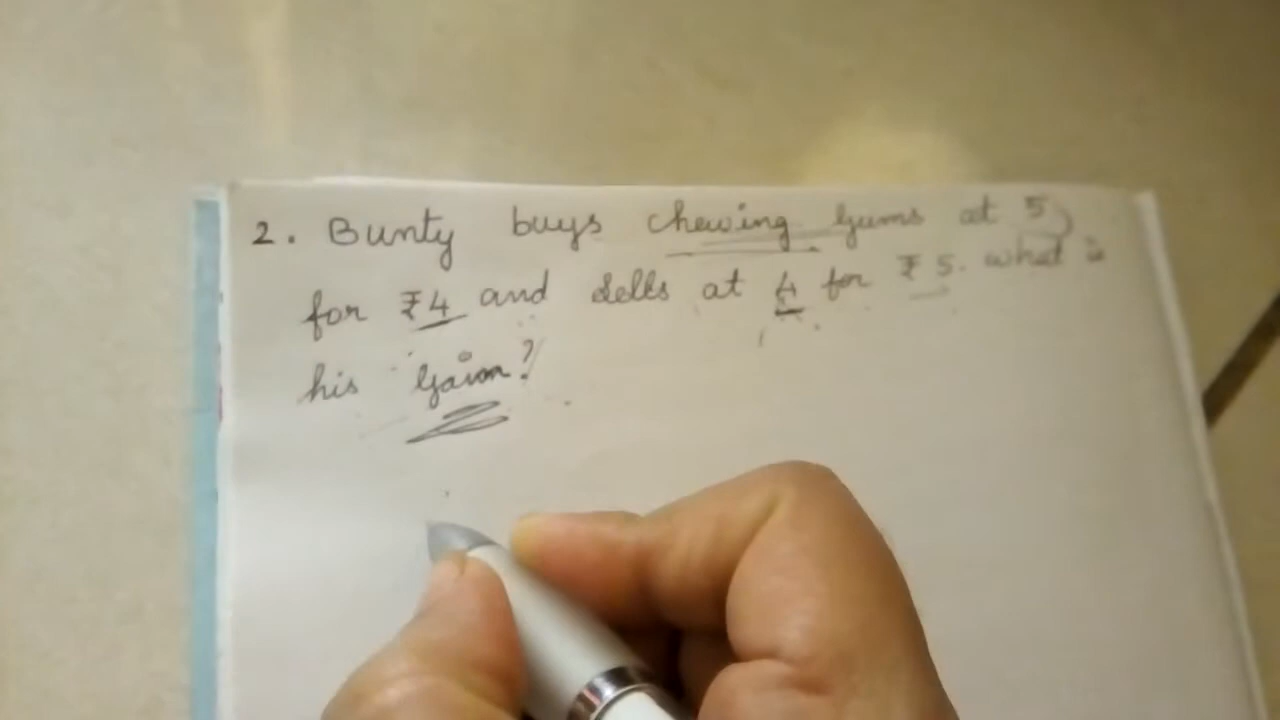 2. Bunty buys chewing gums at 5
for ₹4 and sells at 4 for ₹5. what is
his Gain?